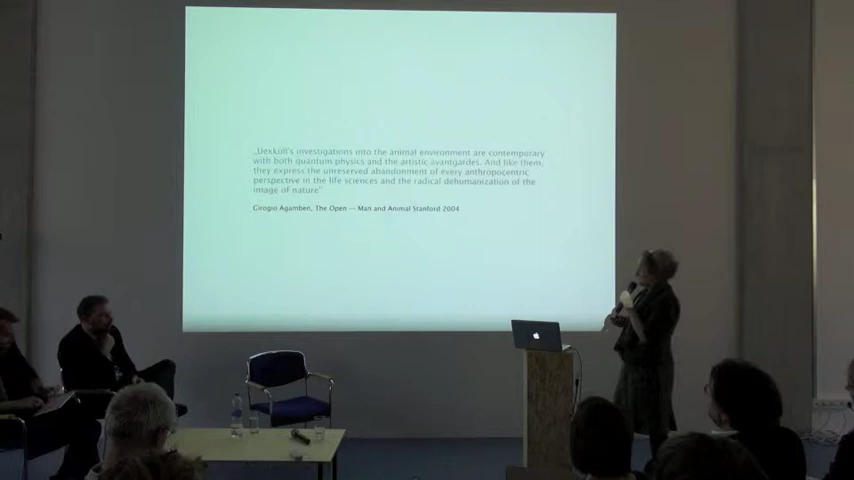 „Uexküll's investigations into the animal environment are contemporary
with both quantum physics and the artistic avantgardes. And like them,
they express the unreserved abandonment of every anthropocentric
perspective in the life sciences and the radical dehumanization of the
image of nature"
Girogio Agamben, The Open — Man and Animal Stanford 2004